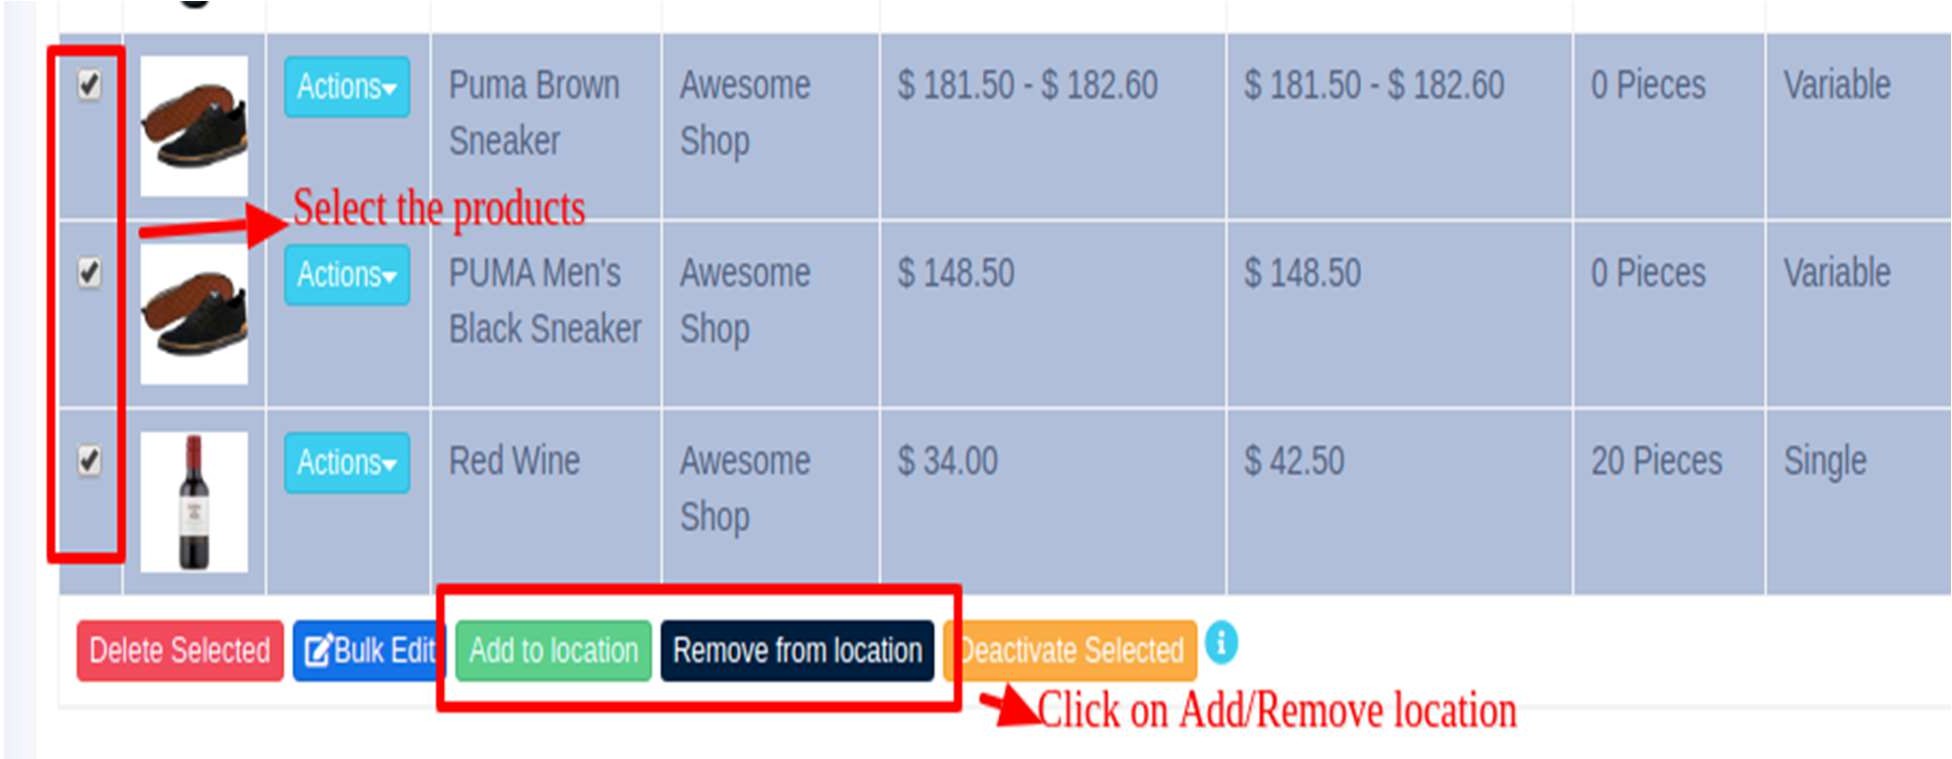 Actions
Puma Brown
Sneaker
Awesome
Shop
$ 181.50 - $ 182.60
$ 181.50 - $ 182.60
0 Pieces
Variable
Select the products
Actions
PUMA Men's
Black Sneaker
Awesome
Shop
$ 148.50
$ 148.50
0 Pieces
Variable
Actions
Red Wine
Awesome
Shop
$ 34.00
$ 42.50
20 Pieces
Single
Delete Selected
Bulk Edit
Add to location
Remove from location
Deactivate Selected
i
Click on Add/Remove location